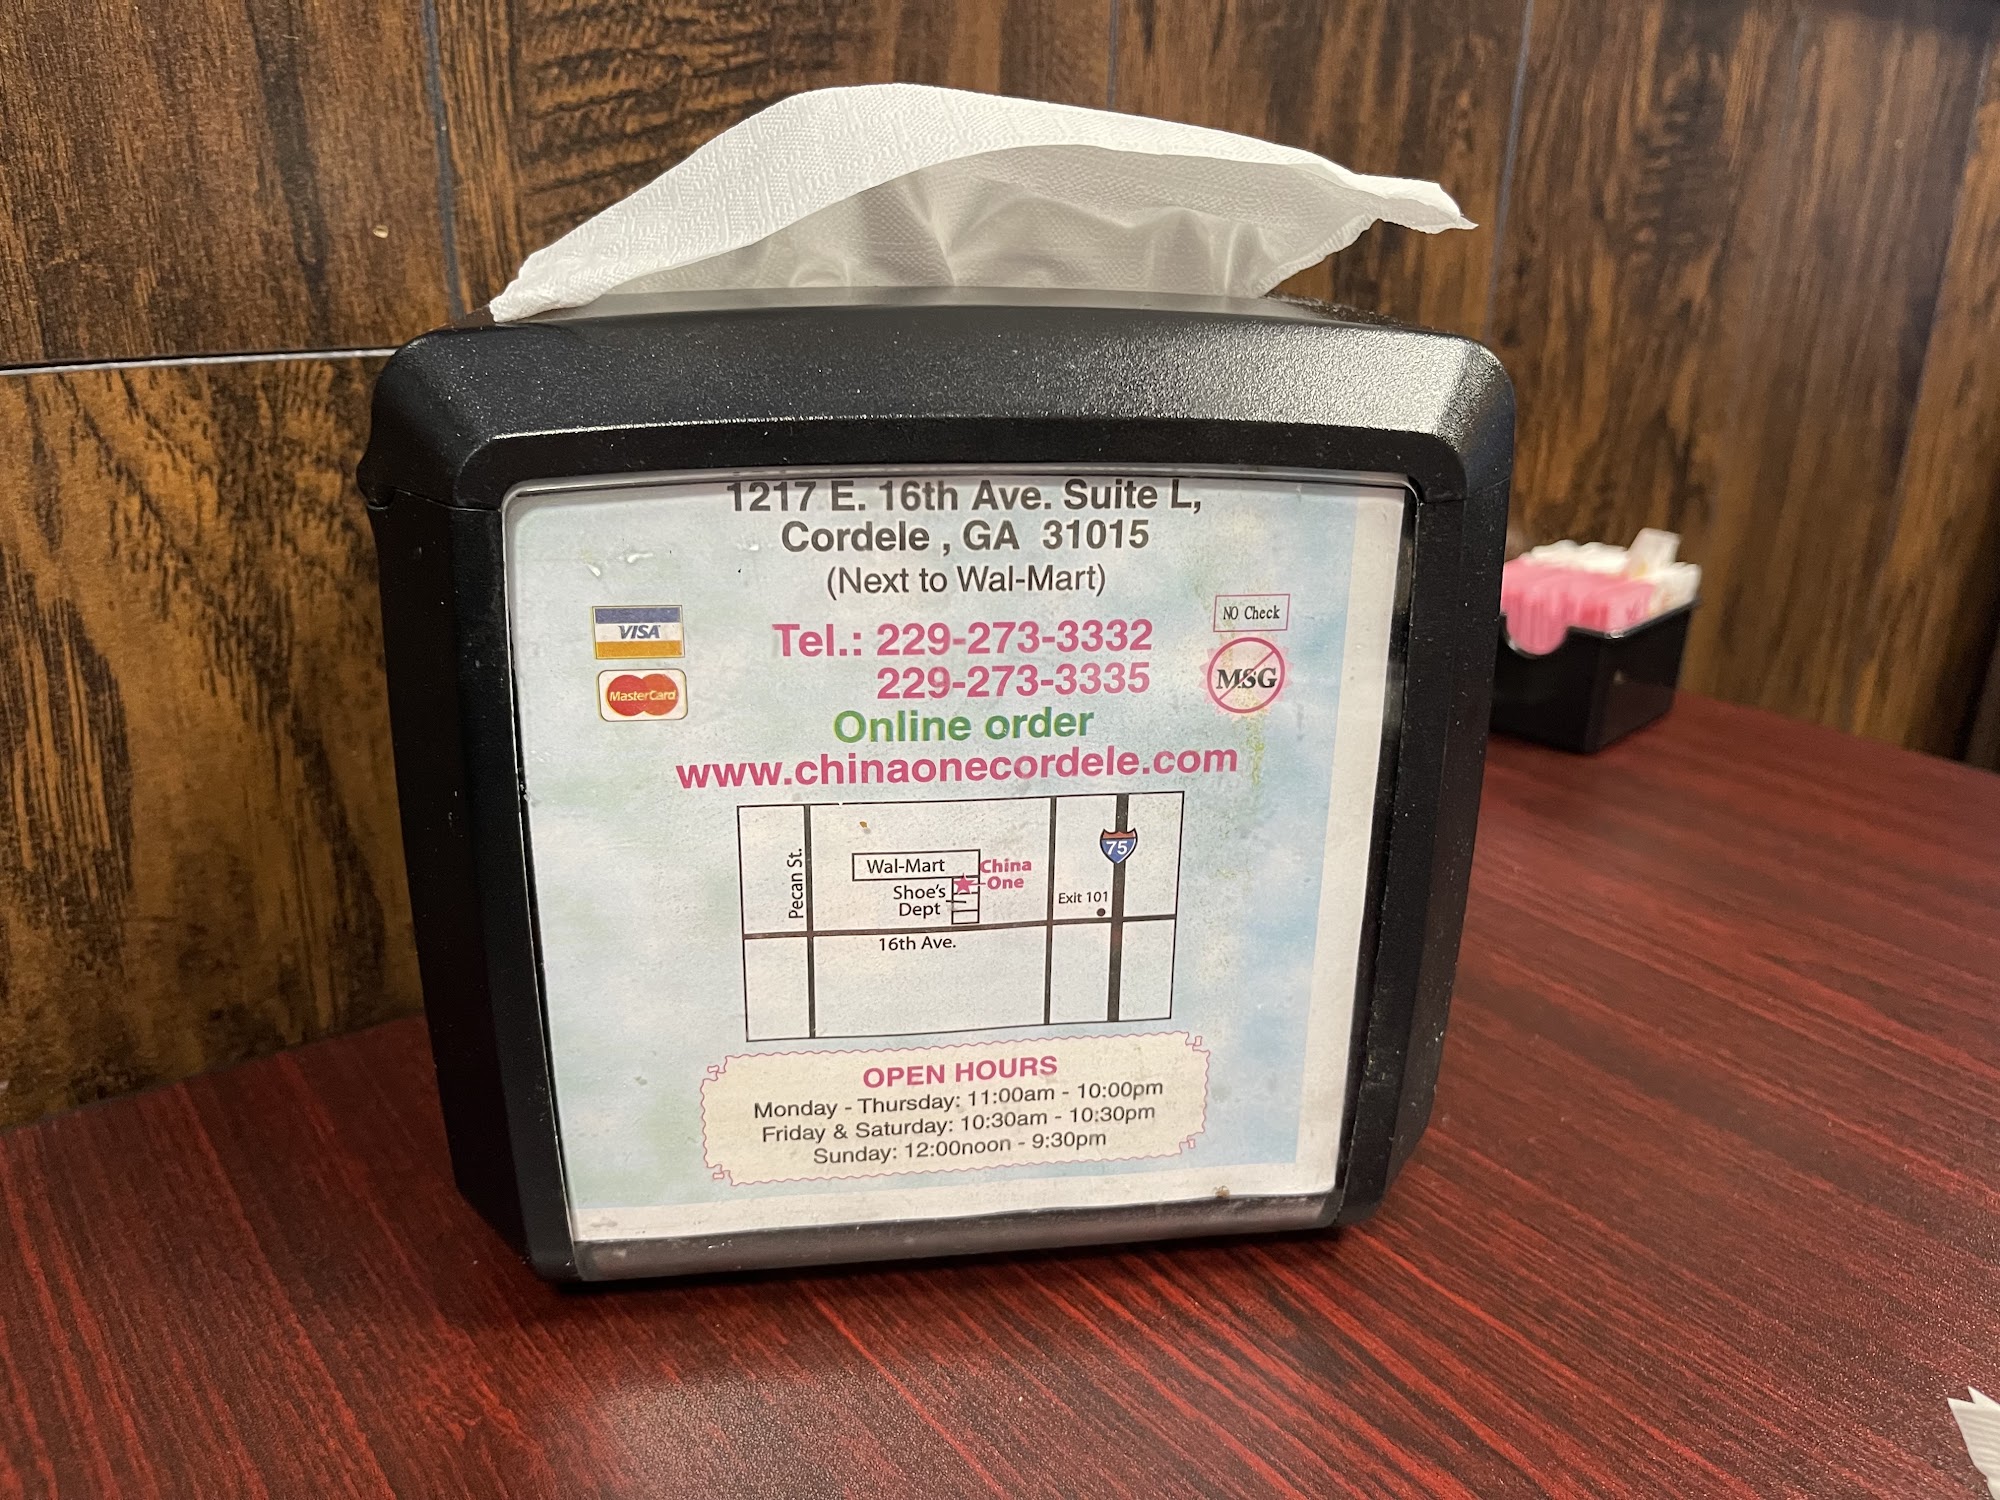 1217 E. 16th Ave. Suite L,
Cordele , GA 31015
(Next to Wal-Mart)
VISA
MasterCard
Tel.: 229-273-3332
229-273-3335
NO Check
MSG
Online order
www.chinaonecordele.com
Pecan St.
Wal-Mart
China
One
Shoe's
Dept
75
Exit 101
16th Ave.
OPEN HOURS
Monday - Thursday: 11:00am - 10:00pm
Friday & Saturday: 10:30am - 10:30pm
Sunday: 12:00noon - 9:30pm